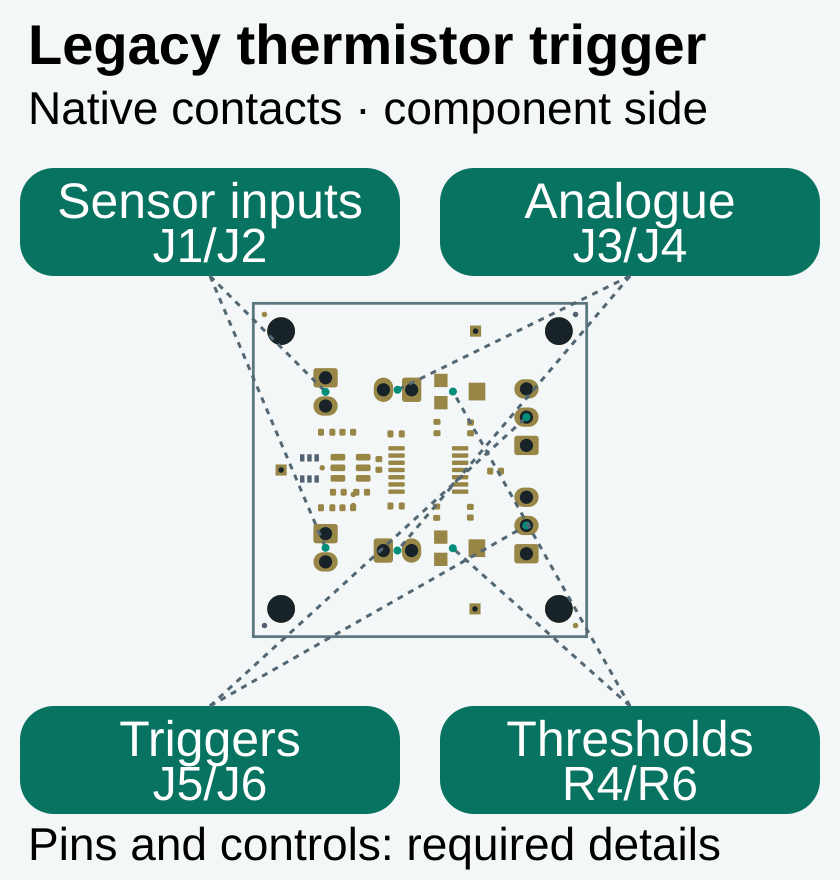 Legacy thermistor trigger
Native contacts · component side
Sensor inputs
J1/J2
Analogue
J3/J4
Triggers
J5/J6
Thresholds
R4/R6
Pins and controls: required details